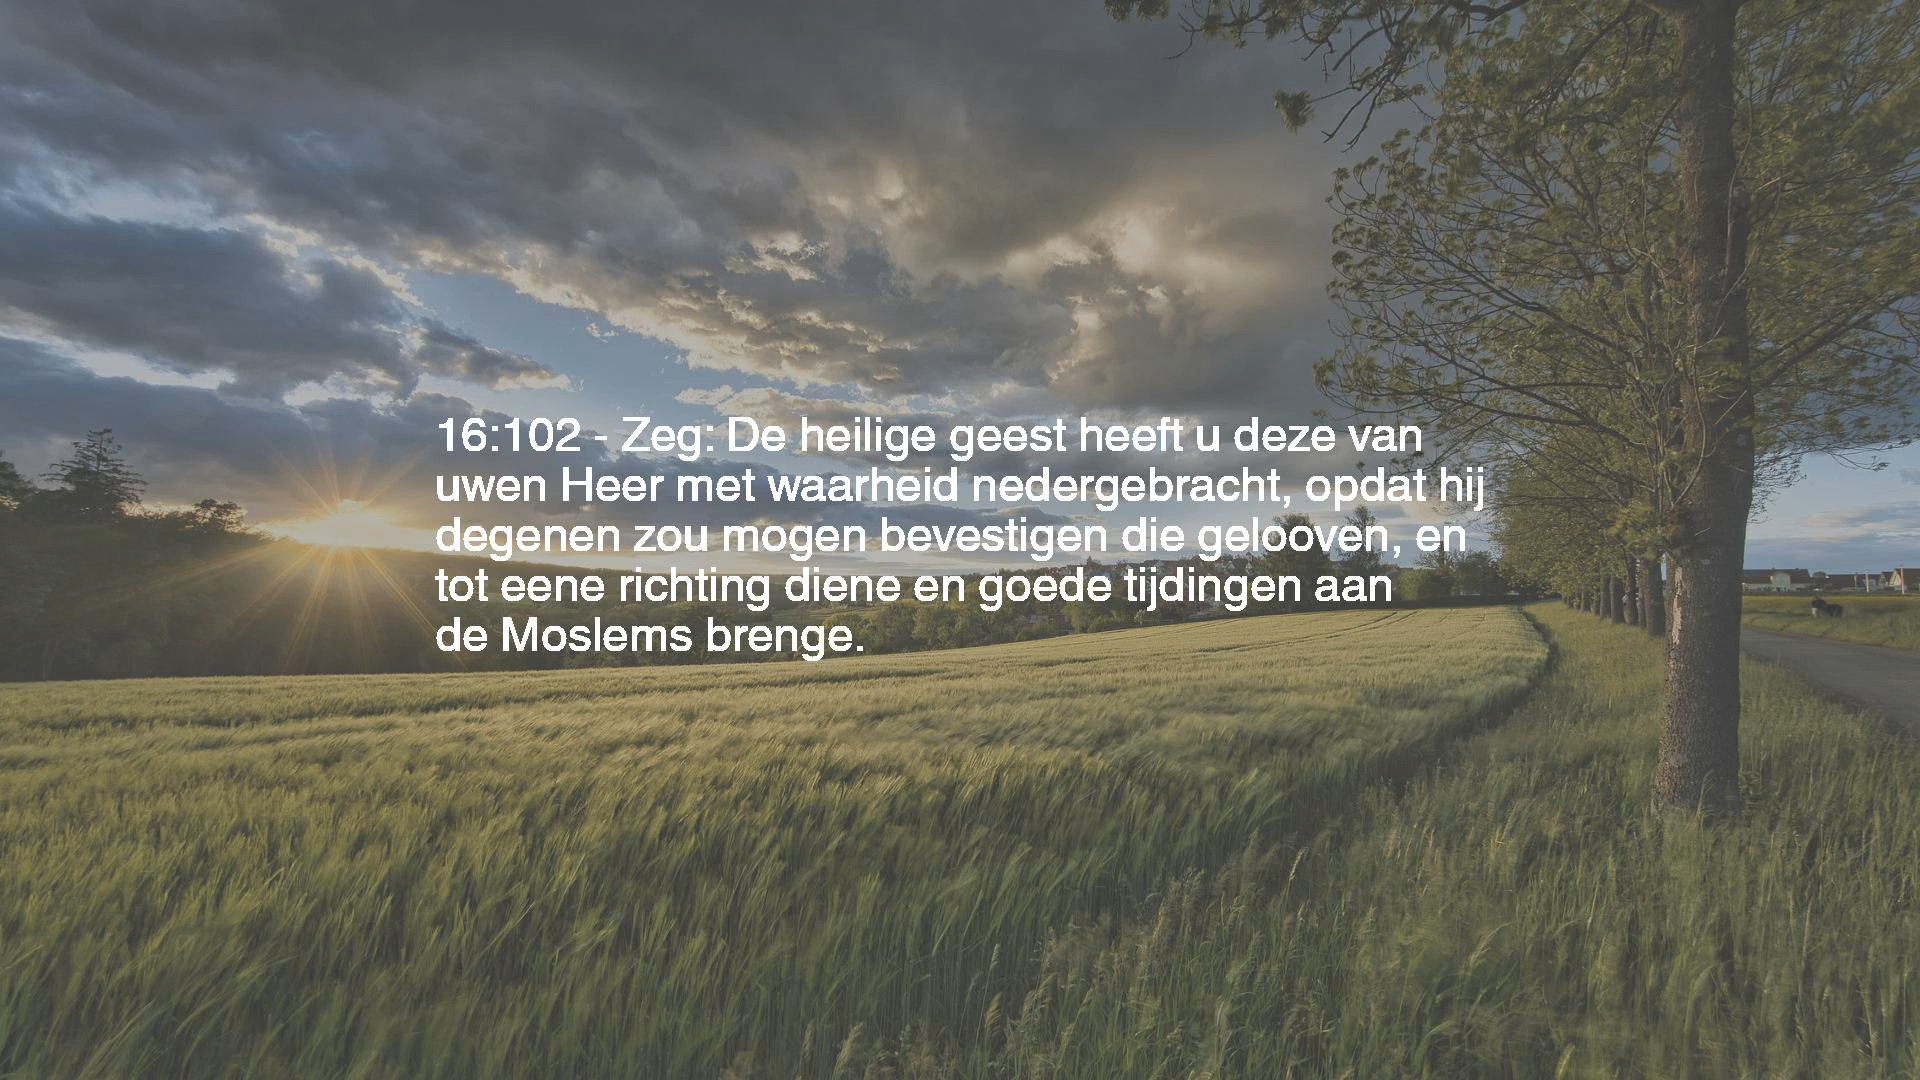 16:102 - Zeg: De heilige geest heeft u deze van
uwen Heer met waarheid nedergebracht, opdat hij
degenen zou mogen bevestigen die gelooven, en
tot eene richting diene en goede tijdingen aan
de Moslems brenge.